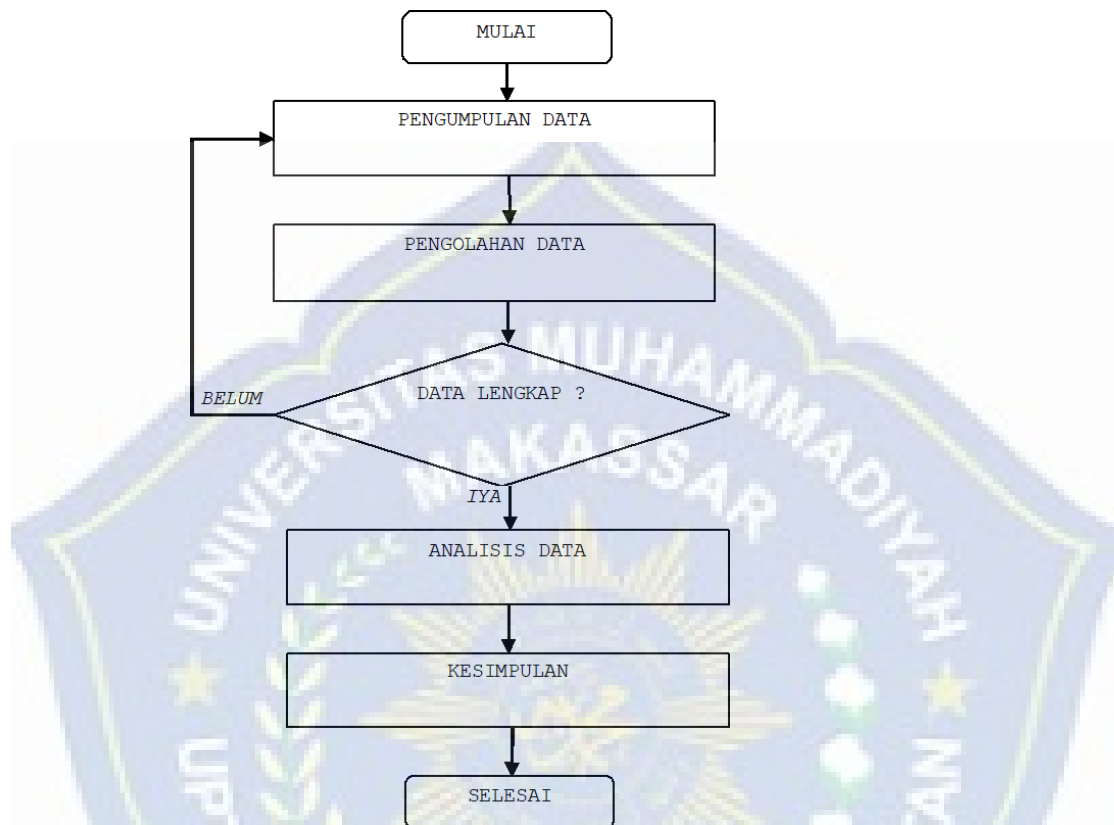 MULAI
PENGUMPULAN DATA
PENGOLAHAN DATA
DATA LENGKAP ?
BELUM
IYA
ANALISIS DATA
KESIMPULAN
SELESAI
UNIVERSITAS MUHAMMADIYAH
MAKASSAR